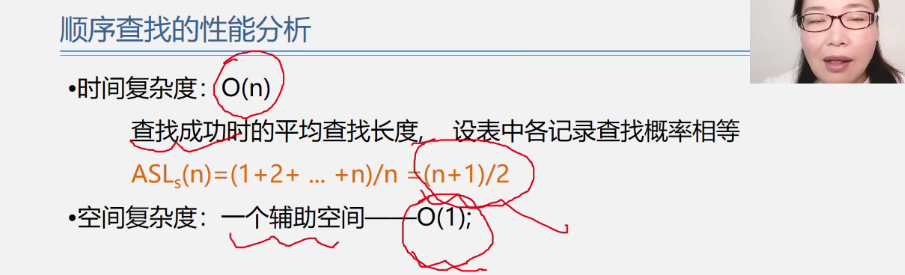 顺序查找的性能分析
•时间复杂度：O(n)
查找成功时的平均查找长度， 设表中各记录查找概率相等
ASLs(n)=(1+2+ ... +n)/n =(n+1)/2
•空间复杂度：一个辅助空间——O(1);